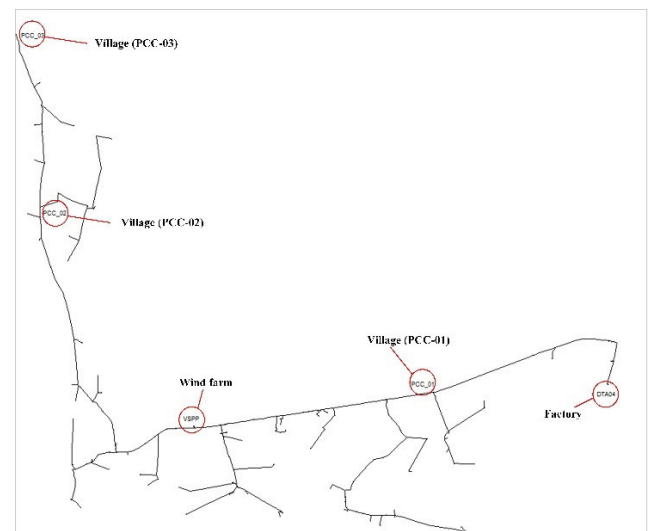 PCC_03
Village (PCC-03)
PCC_02
Village (PCC-02)
Village (PCC-01)
PCC_01
Wind farm
VSPP
DTA04
Factory